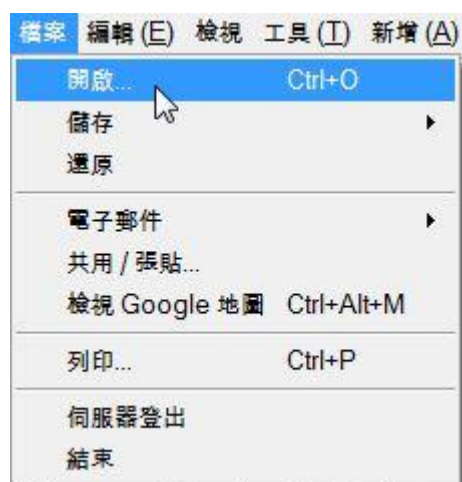 檔案 編輯(E) 檢視 工具(T) 新增(A)
開啟... Ctrl+O
儲存
還原
電子郵件
共用 / 張貼...
檢視 Google 地圖 Ctrl+Alt+M
列印... Ctrl+P
伺服器登出
結束